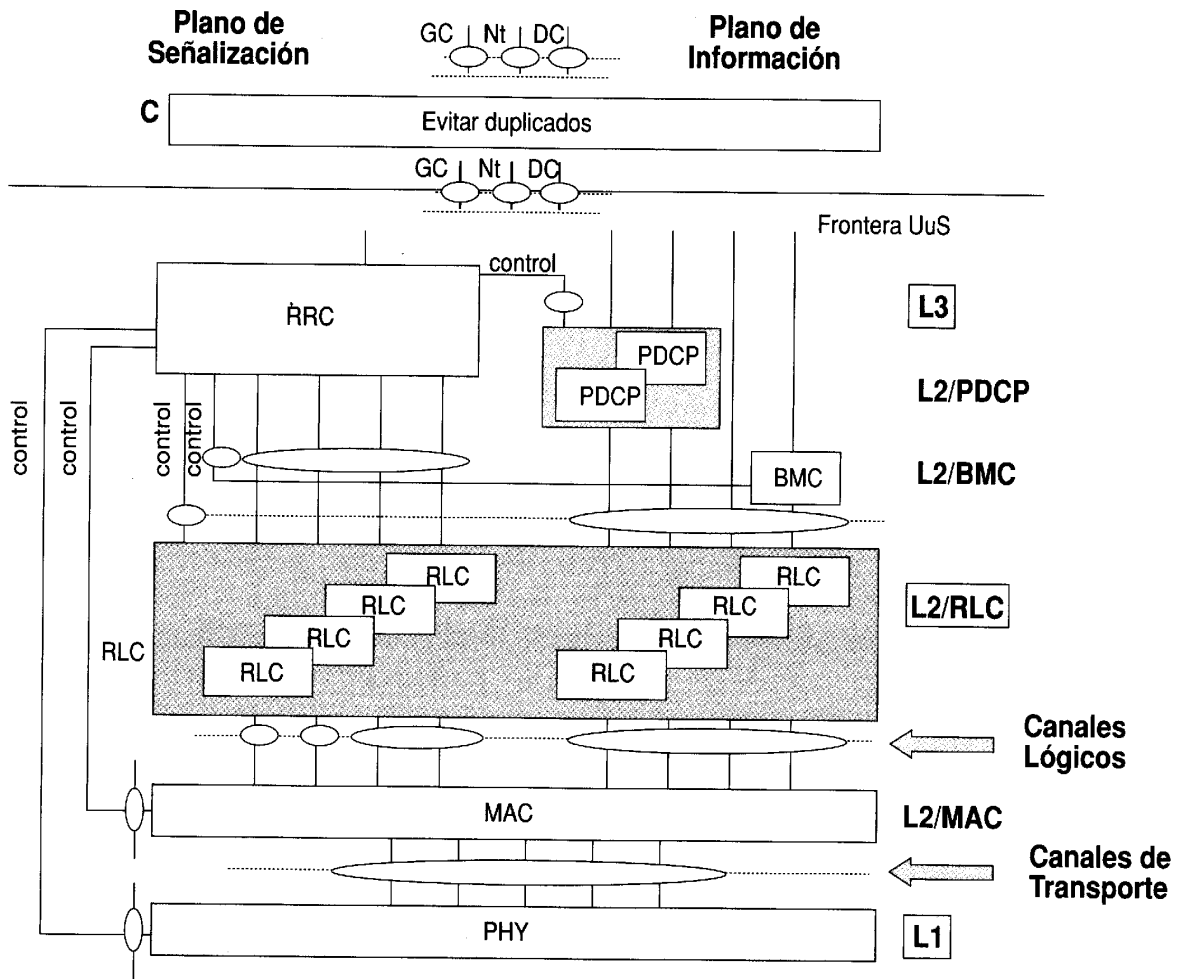 Plano de
Señalización
GC Nt DC
Plano de
Información
C
Evitar duplicados
GC Nt DC
Frontera UuS
control
RRC
L3
PDCP
PDCP
L2/PDCP
control
control
control
control
BMC
L2/BMC
RLC
RLC
RLC
RLC
RLC
RLC
RLC
RLC
RLC
L2/RLC
Canales
Lógicos
MAC
L2/MAC
Canales de
Transporte
PHY
L1